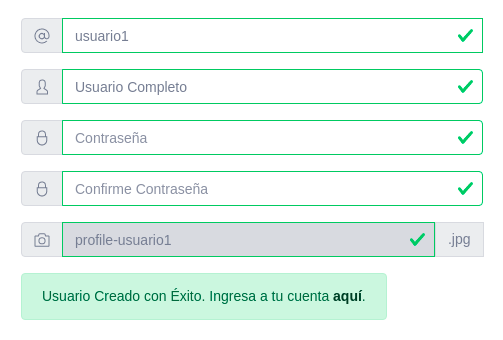 @ usuario1
Usuario Completo
Contraseña
Confirme Contraseña
profile-usuario1 .jpg
Usuario Creado con Éxito. Ingresa a tu cuenta aquí.